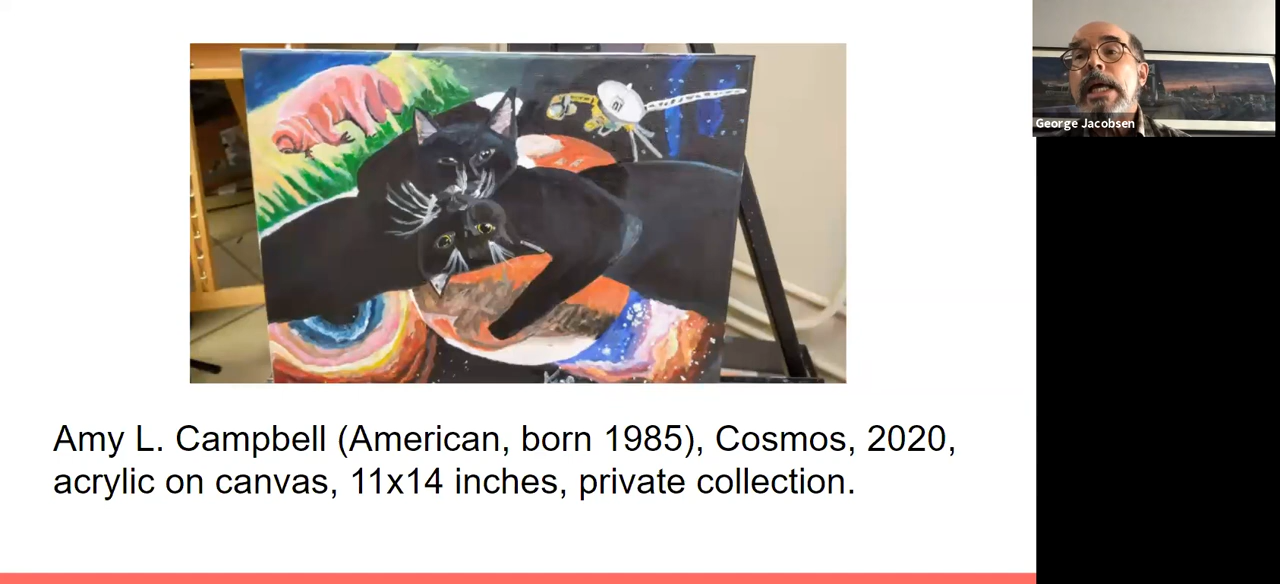 George Jacobsen
Amy L. Campbell (American, born 1985), Cosmos, 2020,
acrylic on canvas, 11x14 inches, private collection.